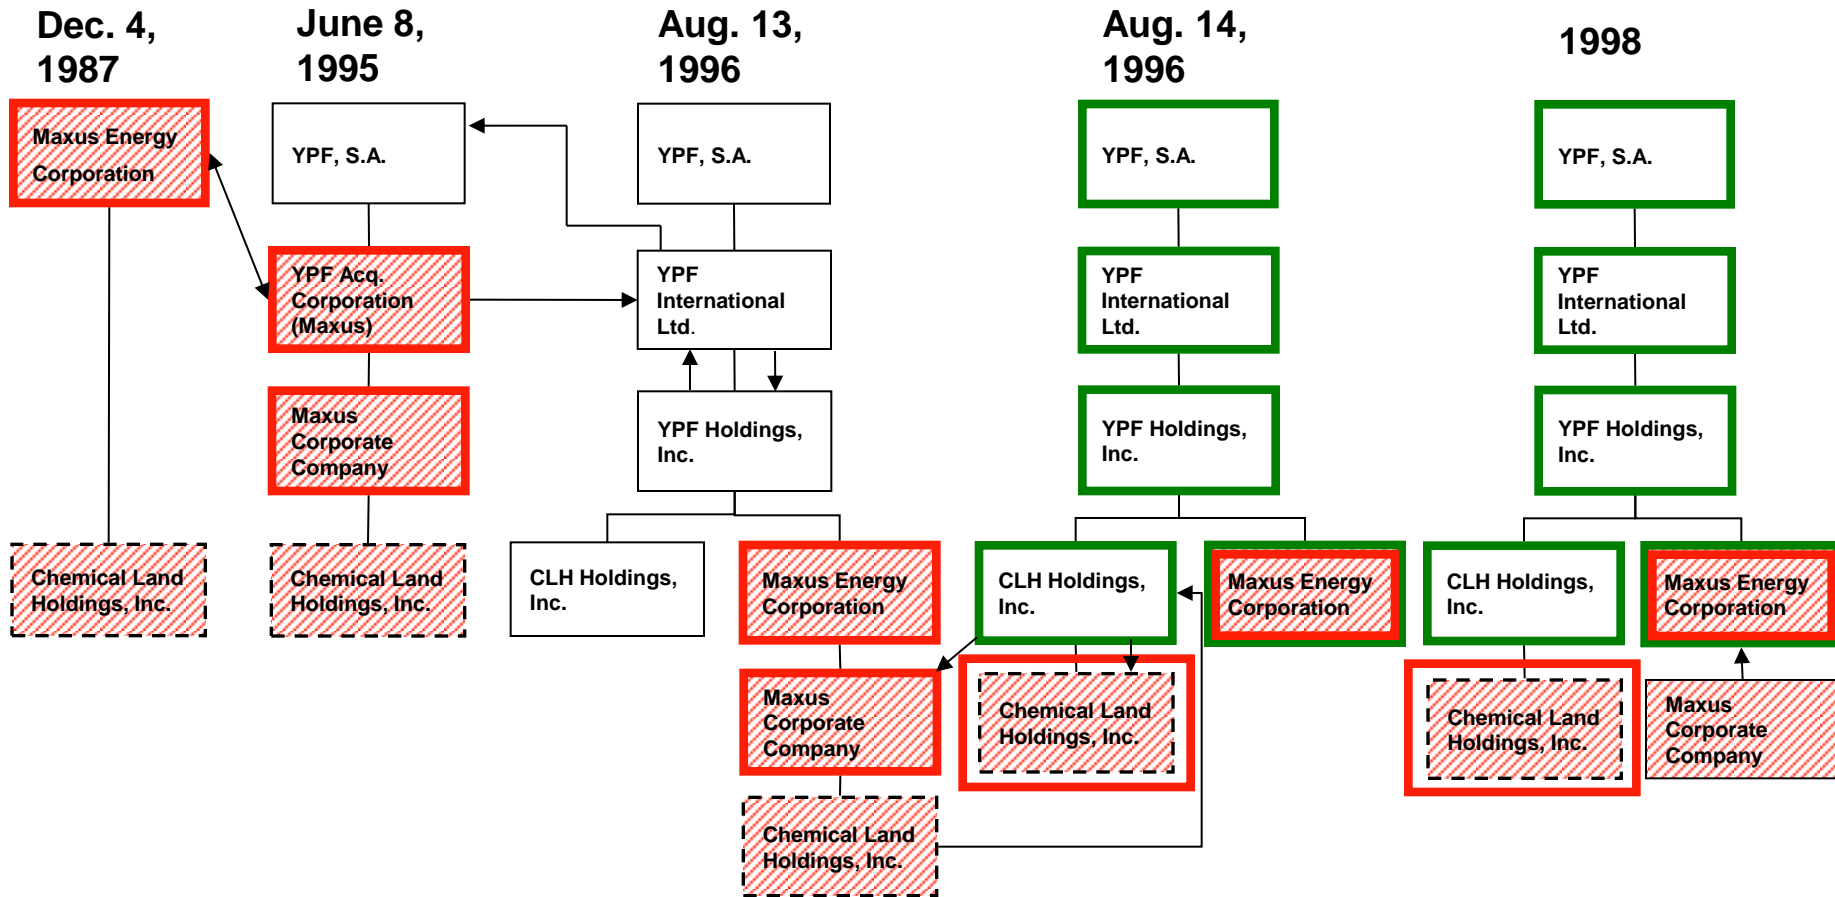 Dec. 4,
1987
June 8,
1995
Aug. 13,
1996
Aug. 14,
1996
1998
Maxus Energy
Corporation
Chemical Land
Holdings, Inc.
YPF, S.A.
YPF Acq.
Corporation
(Maxus)
Maxus
Corporate
Company
Chemical Land
Holdings, Inc.
YPF, S.A.
YPF
International
Ltd.
YPF Holdings,
Inc.
CLH Holdings,
Inc.
Maxus Energy
Corporation
Maxus
Corporate
Company
Chemical Land
Holdings, Inc.
YPF, S.A.
YPF
International
Ltd.
YPF Holdings,
Inc.
CLH Holdings,
Inc.
Maxus Energy
Corporation
Chemical Land
Holdings, Inc.
YPF, S.A.
YPF
International
Ltd.
YPF Holdings,
Inc.
CLH Holdings,
Inc.
Maxus Energy
Corporation
Chemical Land
Holdings, Inc.
Maxus
Corporate
Company